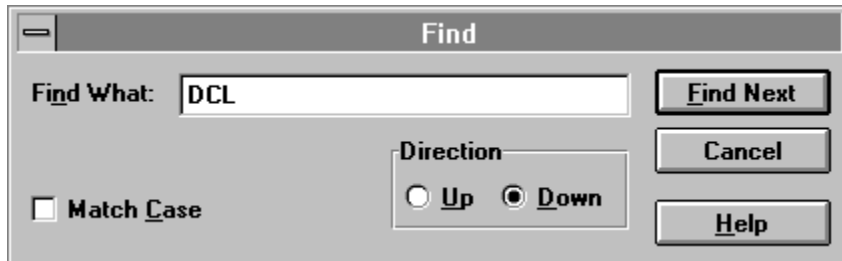 Find
Find What: DCL
Find Next
Direction
Cancel
Up Down
Match Case
Help